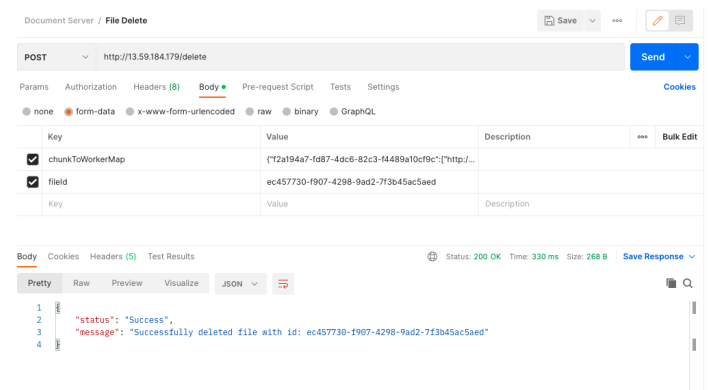 Document Server / File Delete
Save
POST http://13.59.184.179/delete Send
Params Authorization Headers (8) Body Pre-request Script Tests Settings Cookies
none form-data x-www-form-urlencoded raw binary GraphQL
Key Value Description Bulk Edit
chunkToWorkerMap {"f2a194a7-fd87-4dc6-82c3-f4489a10cf9c":["http:/...
fileId ec457730-f907-4298-9ad2-7f3b45ac5aed
Key Value Description
Body Cookies Headers (5) Test Results Status: 200 OK Time: 330 ms Size: 268 B Save Response
Pretty Raw Preview Visualize JSON
1 {
2 "status": "Success",
3 "message": "Successfully deleted file with id: ec457730-f907-4298-9ad2-7f3b45ac5aed"
4 }